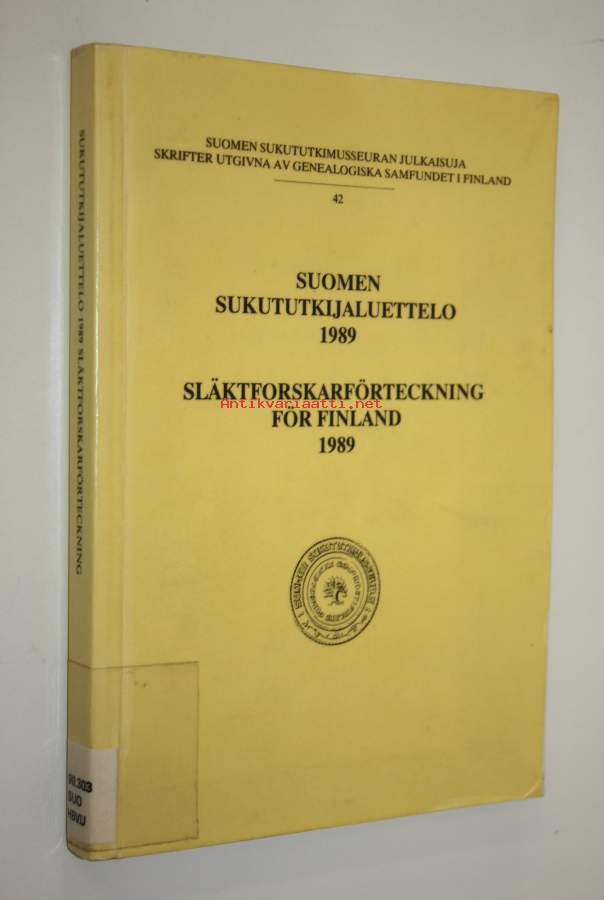 SUOMEN SUKUTUTKIMUSSEURAN JULKAISUJA
SKRIFTER UTGIVNA AV GENEALOGISKA SAMFUNDET I FINLAND
42
SUOMEN
SUKUTUTKIJALUETTELO
1989
SLÄKTFORSKARFÖRTECKNING
Antikvariaatti.net
FÖR FINLAND
1989
SUKUTUTKIJALUETTELO 1989 SLÄKTFORSKARFÖRTECKNING
SUO